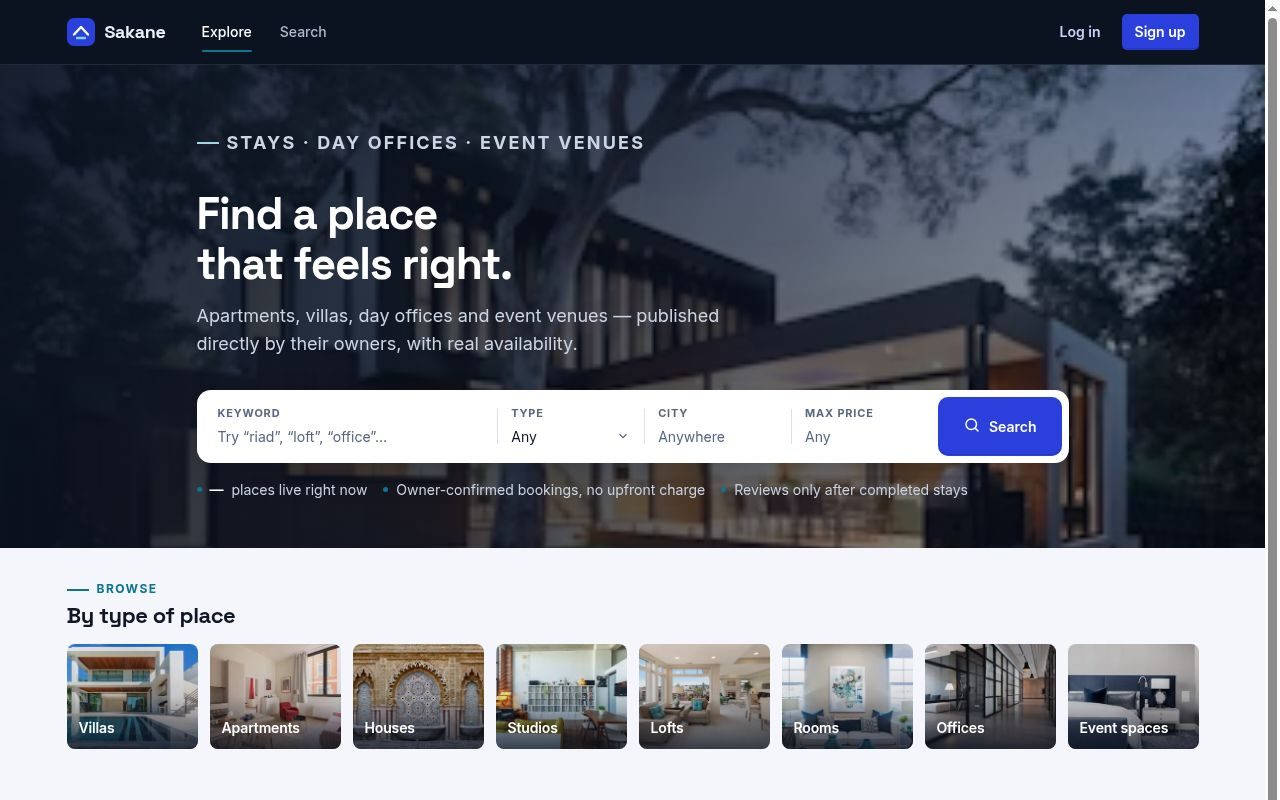 Sakane
Explore
Search
Log in
Sign up
— STAYS · DAY OFFICES · EVENT VENUES
Find a place
that feels right.
Apartments, villas, day offices and event venues — published
directly by their owners, with real availability.
KEYWORD
Try “riad”, “loft”, “office”…
TYPE
Any
CITY
Anywhere
MAX PRICE
Any
Search
— places live right now
Owner-confirmed bookings, no upfront charge
Reviews only after completed stays
BROWSE
By type of place
Villas
Apartments
Houses
Studios
Lofts
Rooms
Offices
Event spaces